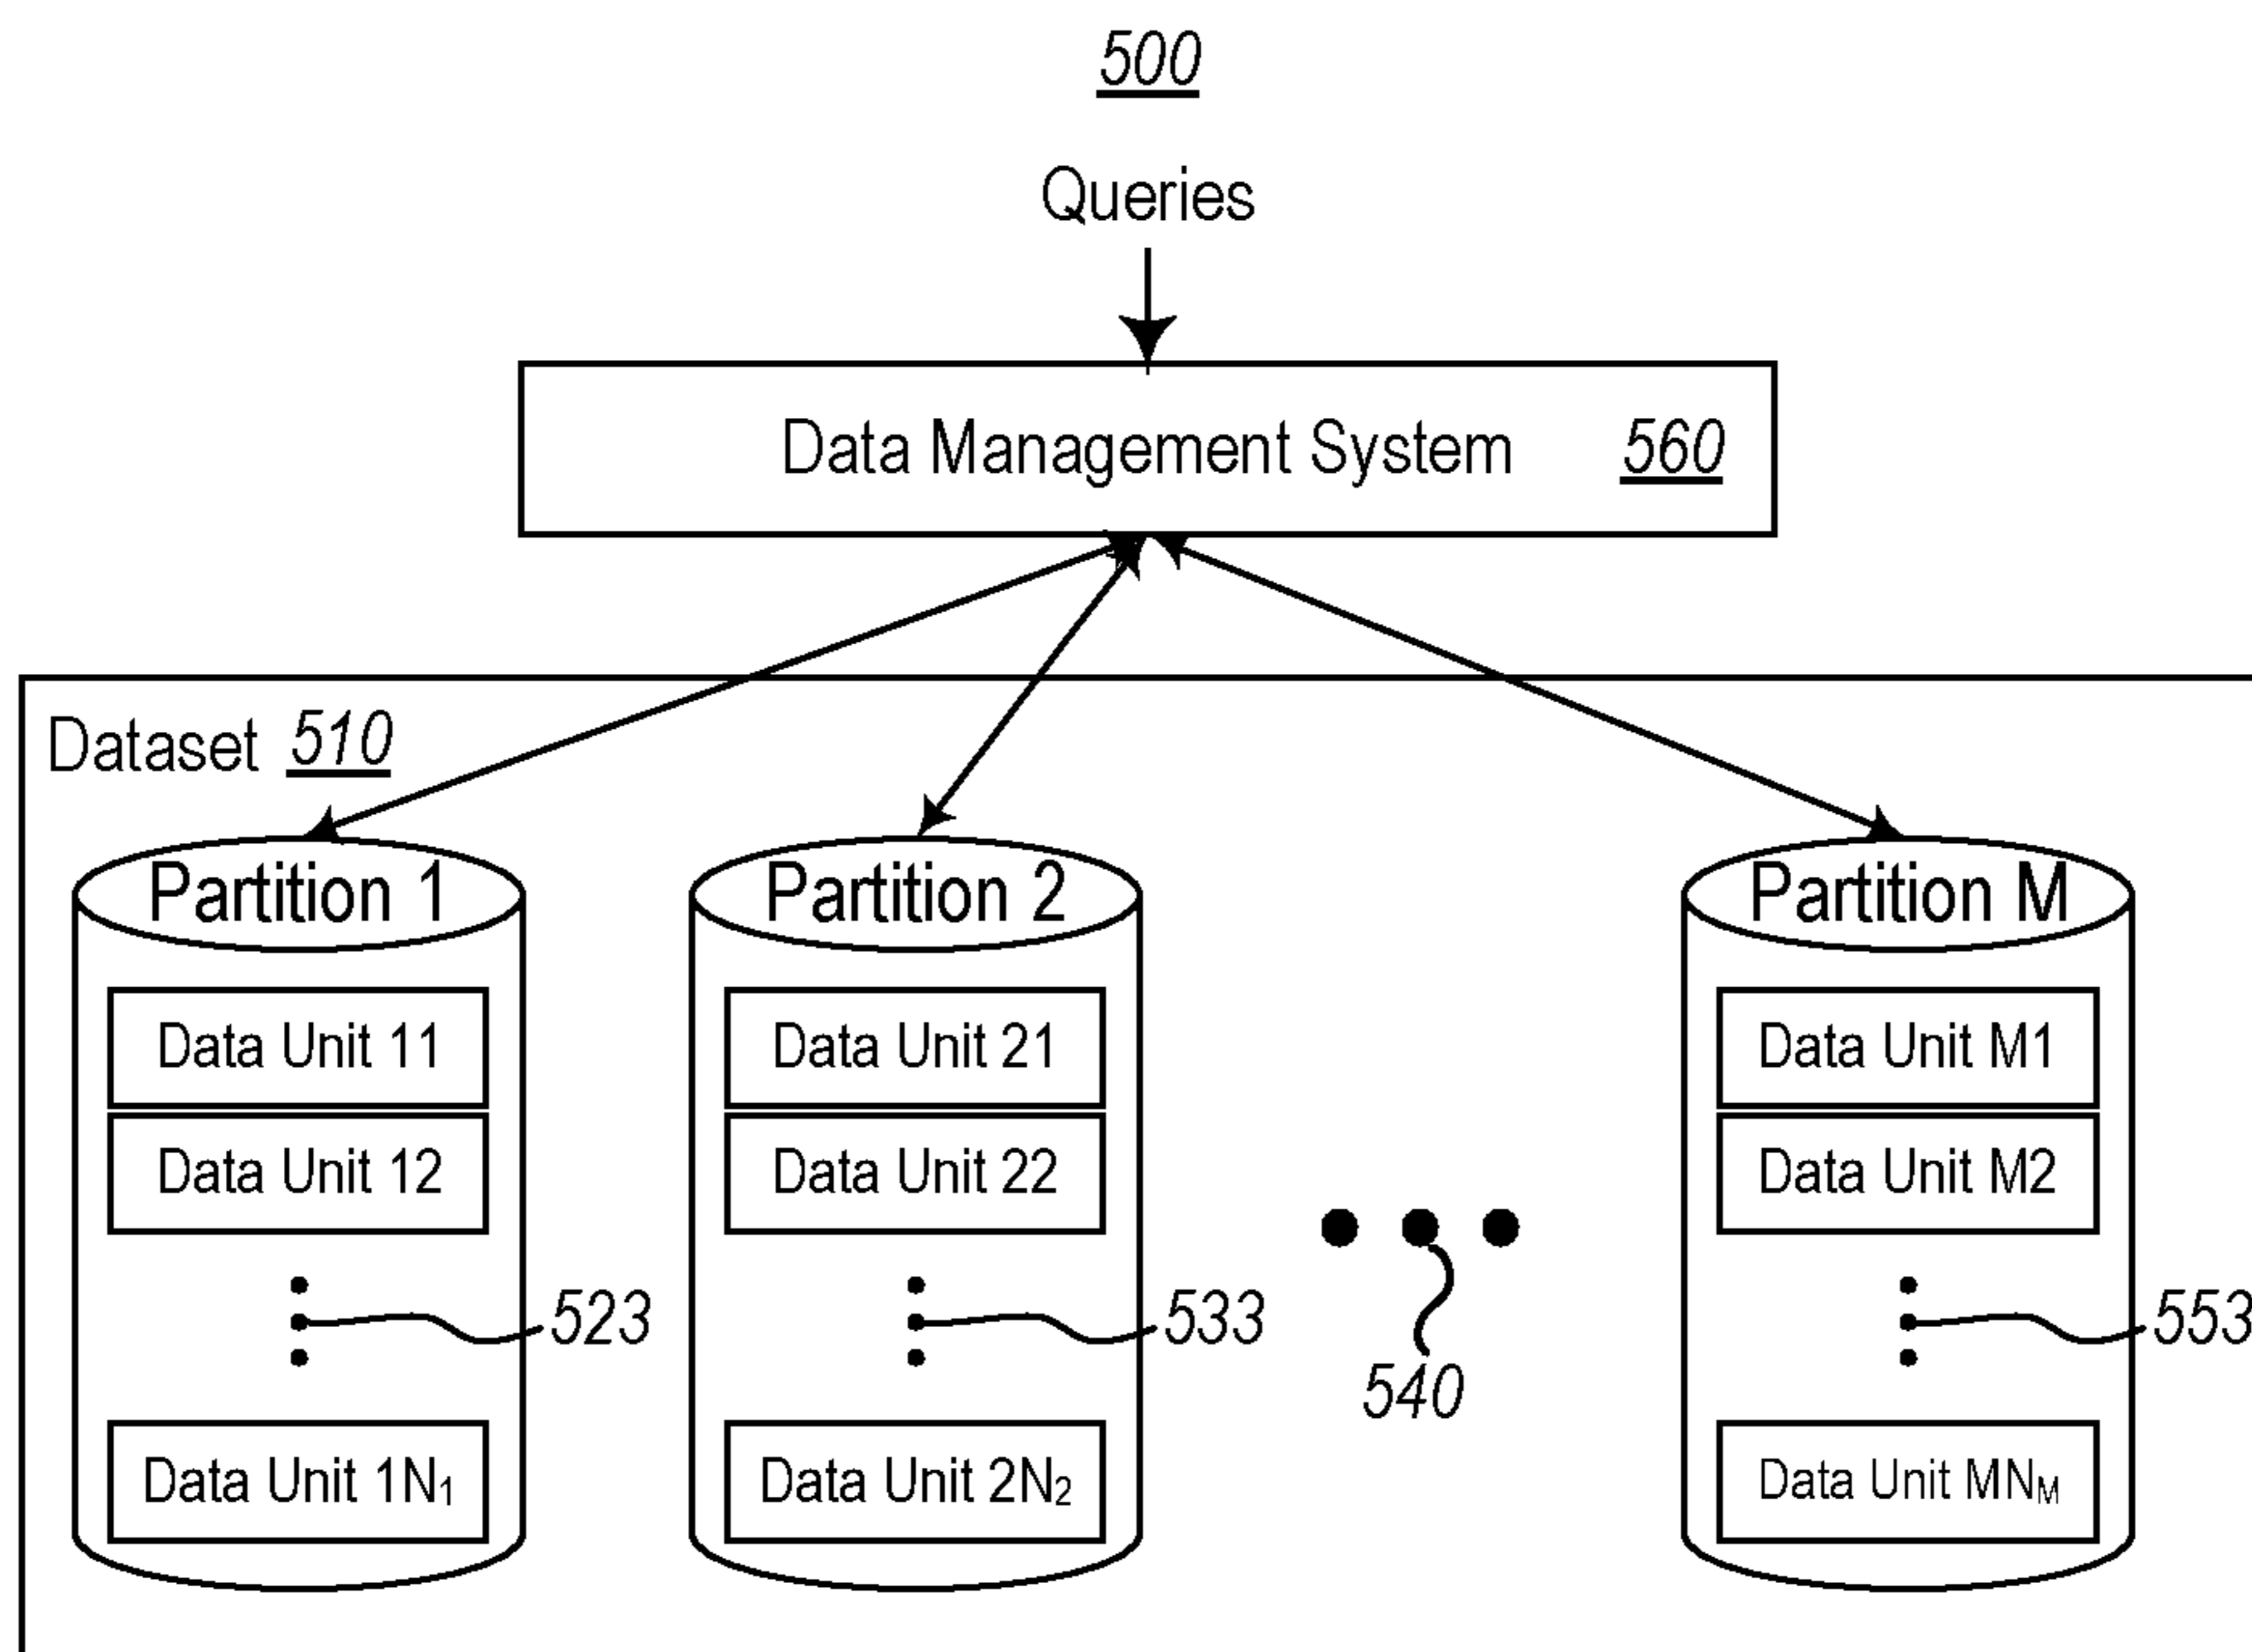 500
Queries
Data Management System 560
Dataset 510
Partition 1 Partition 2 Partition M
Data Unit 11 Data Unit 21 Data Unit M1
Data Unit 12 Data Unit 22 Data Unit M2
523 533 553
540
Data Unit 1N₁ Data Unit 2N₂ Data Unit MN_M